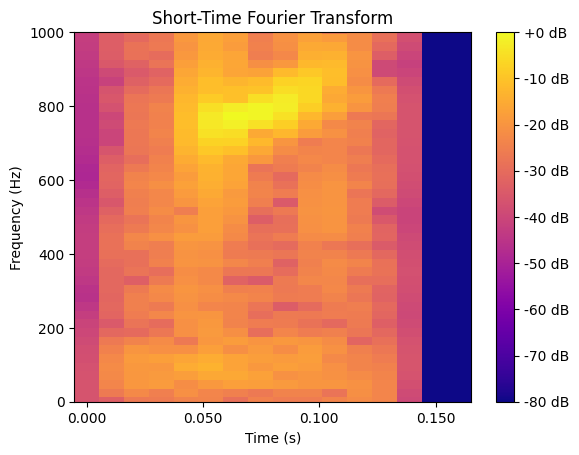 Short-Time Fourier Transform
Frequency (Hz)
1000
800
600
400
200
0
0.000
0.050
0.100
0.150
Time (s)
+0 dB
-10 dB
-20 dB
-30 dB
-40 dB
-50 dB
-60 dB
-70 dB
-80 dB